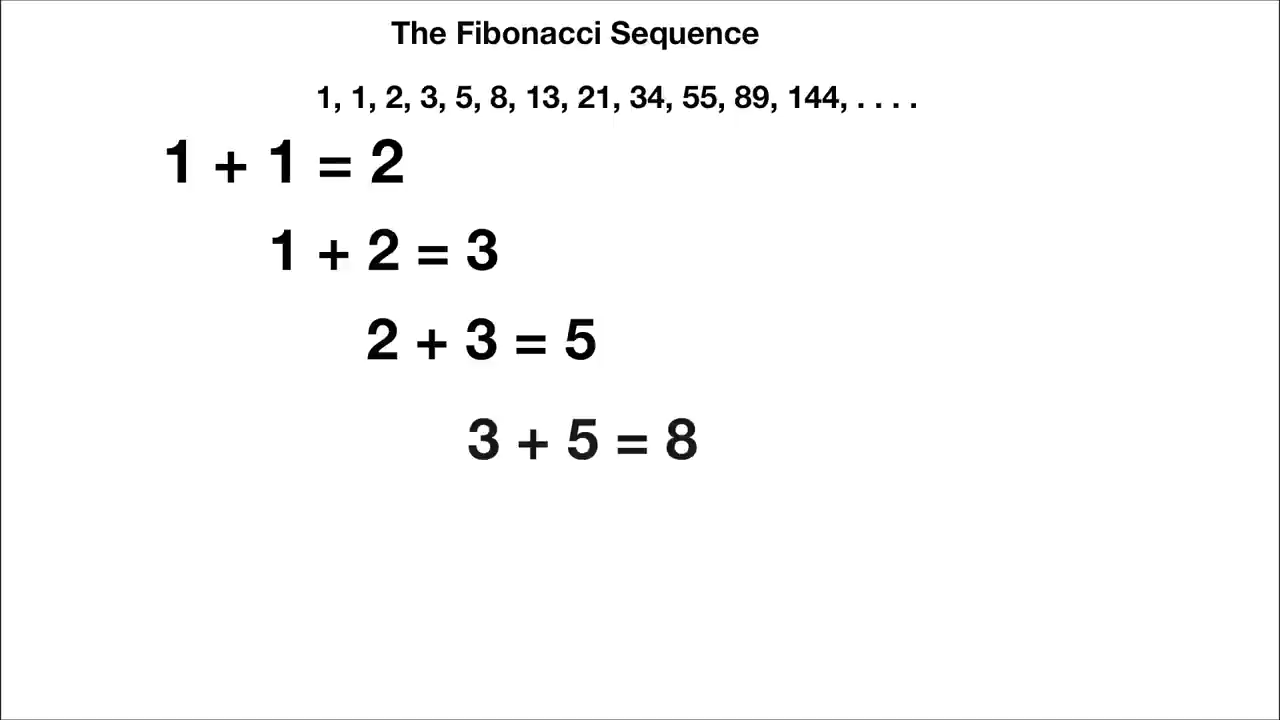 The Fibonacci Sequence
1, 1, 2, 3, 5, 8, 13, 21, 34, 55, 89, 144, . . . .
1 + 1 = 2
1 + 2 = 3
2 + 3 = 5
3 + 5 = 8